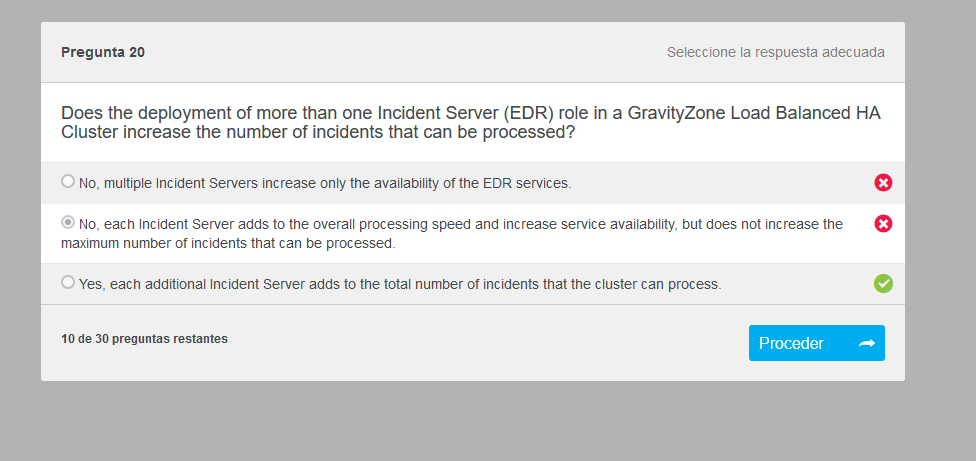 Pregunta 20
Seleccione la respuesta adecuada
Does the deployment of more than one Incident Server (EDR) role in a GravityZone Load Balanced HA
Cluster increase the number of incidents that can be processed?
No, multiple Incident Servers increase only the availability of the EDR services.
No, each Incident Server adds to the overall processing speed and increase service availability, but does not increase the
maximum number of incidents that can be processed.
Yes, each additional Incident Server adds to the total number of incidents that the cluster can process.
10 de 30 preguntas restantes
Proceder